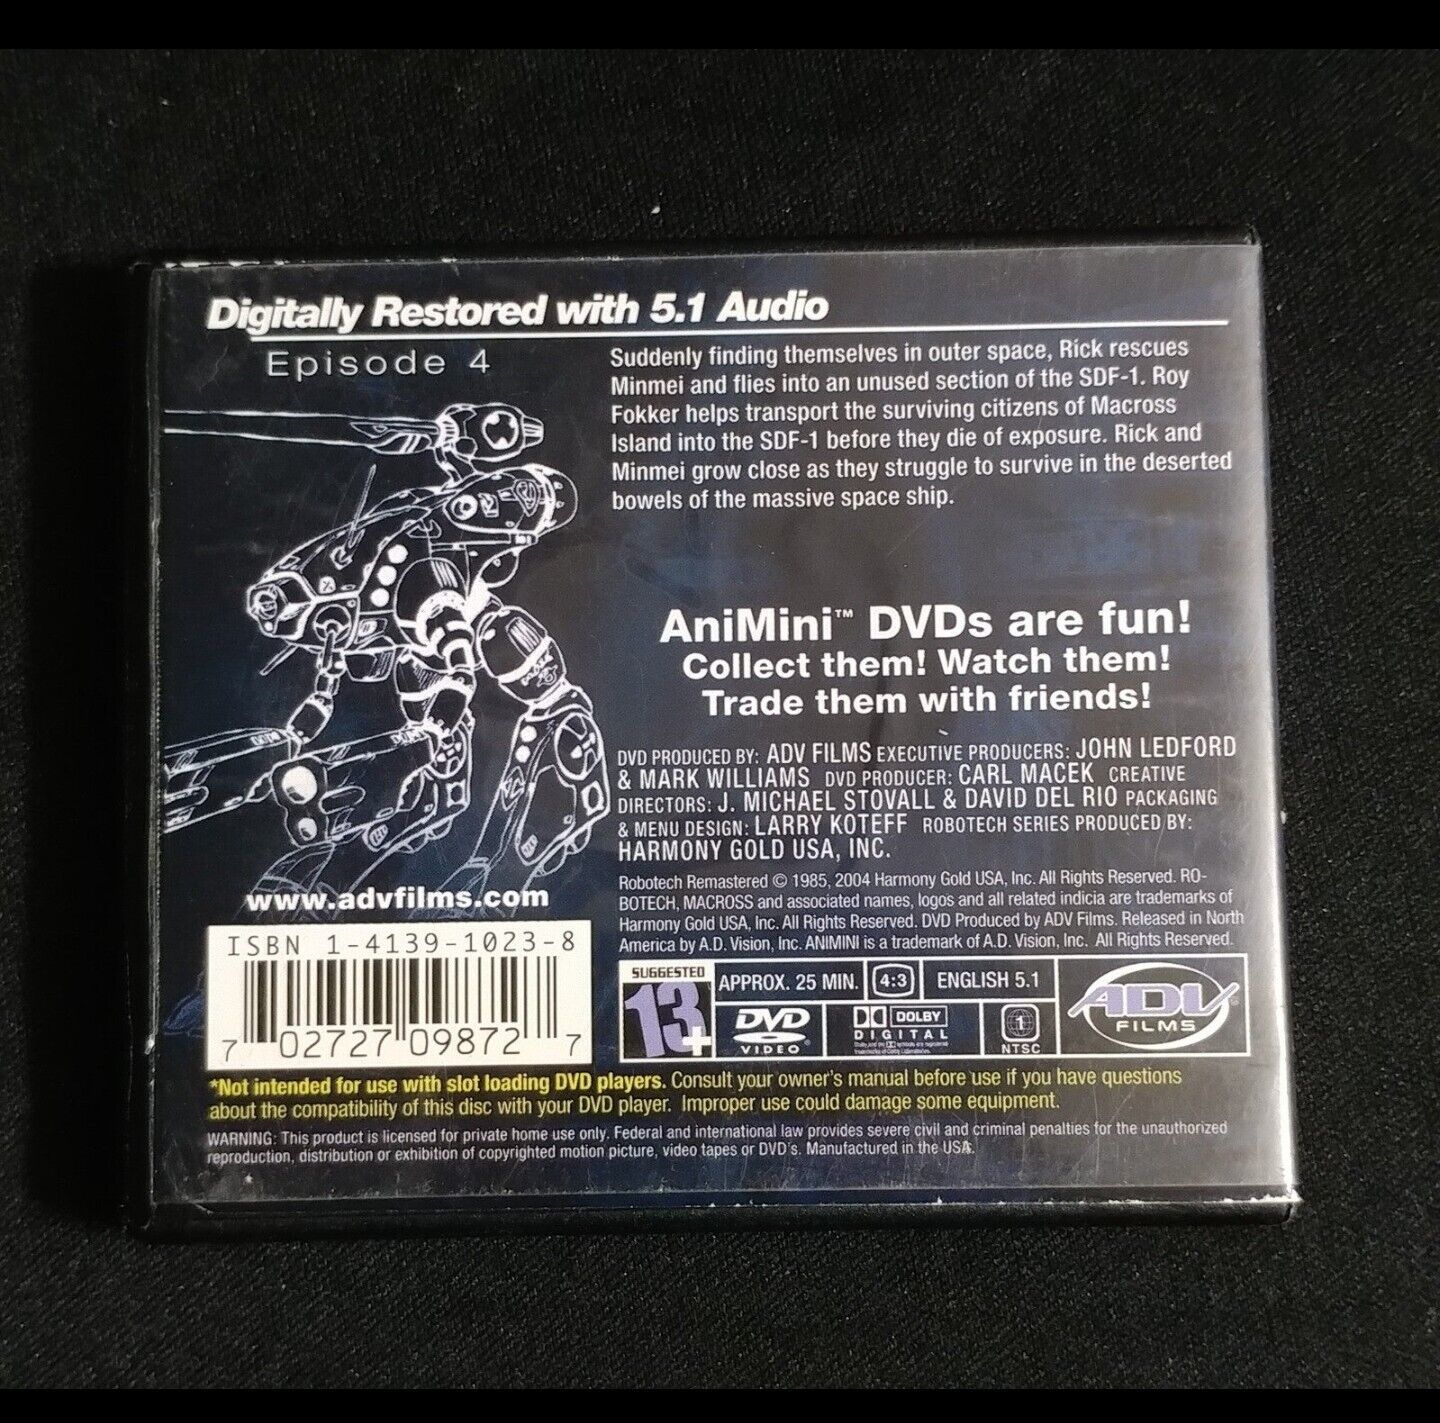 Digitally Restored with 5.1 Audio
Episode 4
Suddenly finding themselves in outer space, Rick rescues
Minmei and flies into an unused section of the SDF-1. Roy
Fokker helps transport the surviving citizens of Macross
Island into the SDF-1 before they die of exposure. Rick and
Minmei grow close as they struggle to survive in the deserted
bowels of the massive space ship.
AniMini™ DVDs are fun!
Collect them! Watch them!
Trade them with friends!
DVD PRODUCED BY: ADV FILMS EXECUTIVE PRODUCERS: JOHN LEDFORD
& MARK WILLIAMS DVD PRODUCER: CARL MACEK CREATIVE
DIRECTORS: J. MICHAEL STOVALL & DAVID DEL RIO PACKAGING
& MENU DESIGN: LARRY KOTEFF ROBOTECH SERIES PRODUCED BY:
HARMONY GOLD USA, INC.
Robotech Remastered © 1985, 2004 Harmony Gold USA, Inc. All Rights Reserved. RO-
BOTECH, MACROSS and associated names, logos and all related indicia are trademarks of
Harmony Gold USA, Inc. All Rights Reserved. DVD Produced by ADV Films. Released in North
America by A.D. Vision, Inc. ANIMINI is a trademark of A.D. Vision, Inc. All Rights Reserved.
www.advfilms.com
ISBN 1-4139-1023-8
7 02727 09872 7
SUGGESTED
13+
APPROX. 25 MIN.
4:3
ENGLISH 5.1
DVD
VIDEO
DOLBY
DIGITAL
1
NTSC
ADV
FILMS
*Not intended for use with slot loading DVD players. Consult your owner's manual before use if you have questions
about the compatibility of this disc with your DVD player. Improper use could damage some equipment.
WARNING: This product is licensed for private home use only. Federal and international law provides severe civil and criminal penalties for the unauthorized
reproduction, distribution or exhibition of copyrighted motion picture, video tapes or DVD's. Manufactured in the USA.